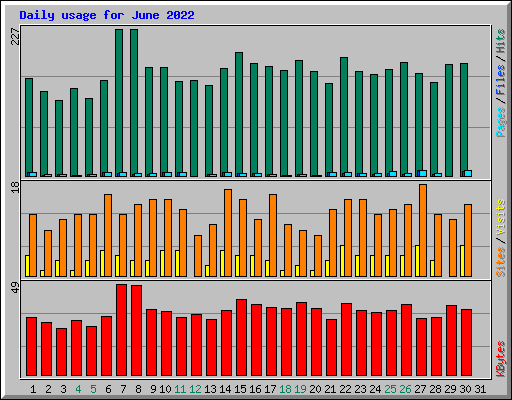 Daily usage for June 2022
227
Pages / Files / Hits
18
Sites / Visits
49
KBytes
1 2 3 4 5 6 7 8 9 10 11 12 13 14 15 16 17 18 19 20 21 22 23 24 25 26 27 28 29 30 31